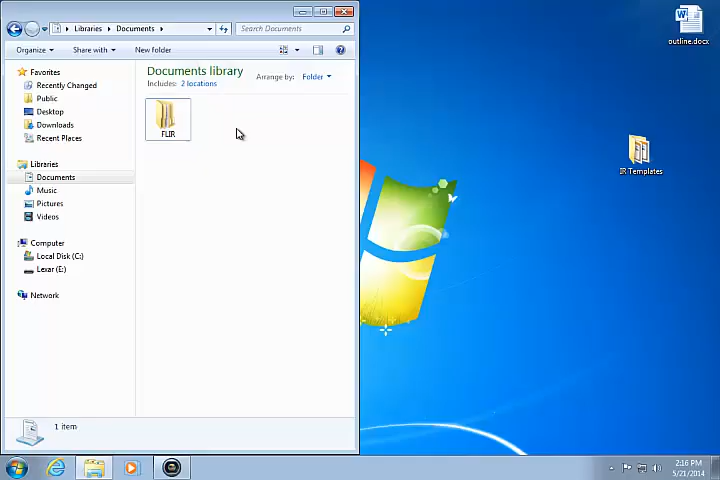 Libraries
Documents
Search Documents
Organize
Share with
New folder
Favorites
Recently Changed
Public
Desktop
Downloads
Recent Places
Libraries
Documents
Music
Pictures
Videos
Computer
Local Disk (C:)
Lexar (E:)
Network
Documents library
Includes: 2 locations
Arrange by: Folder
FLIR
1 item
outline.docx
IR Templates
2:16 PM
5/21/2014